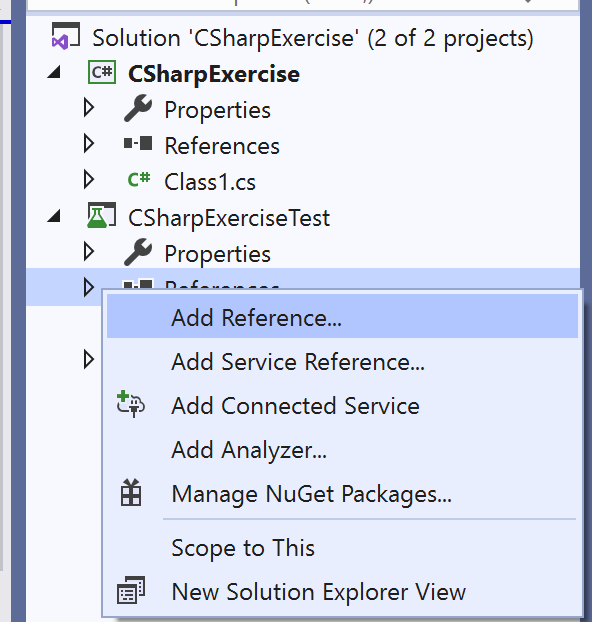 Solution 'CSharpExercise' (2 of 2 projects)
C# CSharpExercise
Properties
References
C# Class1.cs
CSharpExerciseTest
Properties
References
Add Reference...
Add Service Reference...
Add Connected Service
Add Analyzer...
Manage NuGet Packages...
Scope to This
New Solution Explorer View